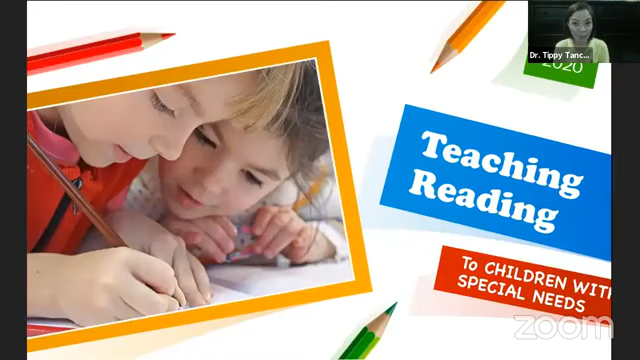 Dr. Tippy Tanc...
2020
Teaching
Reading
To CHILDREN WITH
SPECIAL NEEDS
zoom